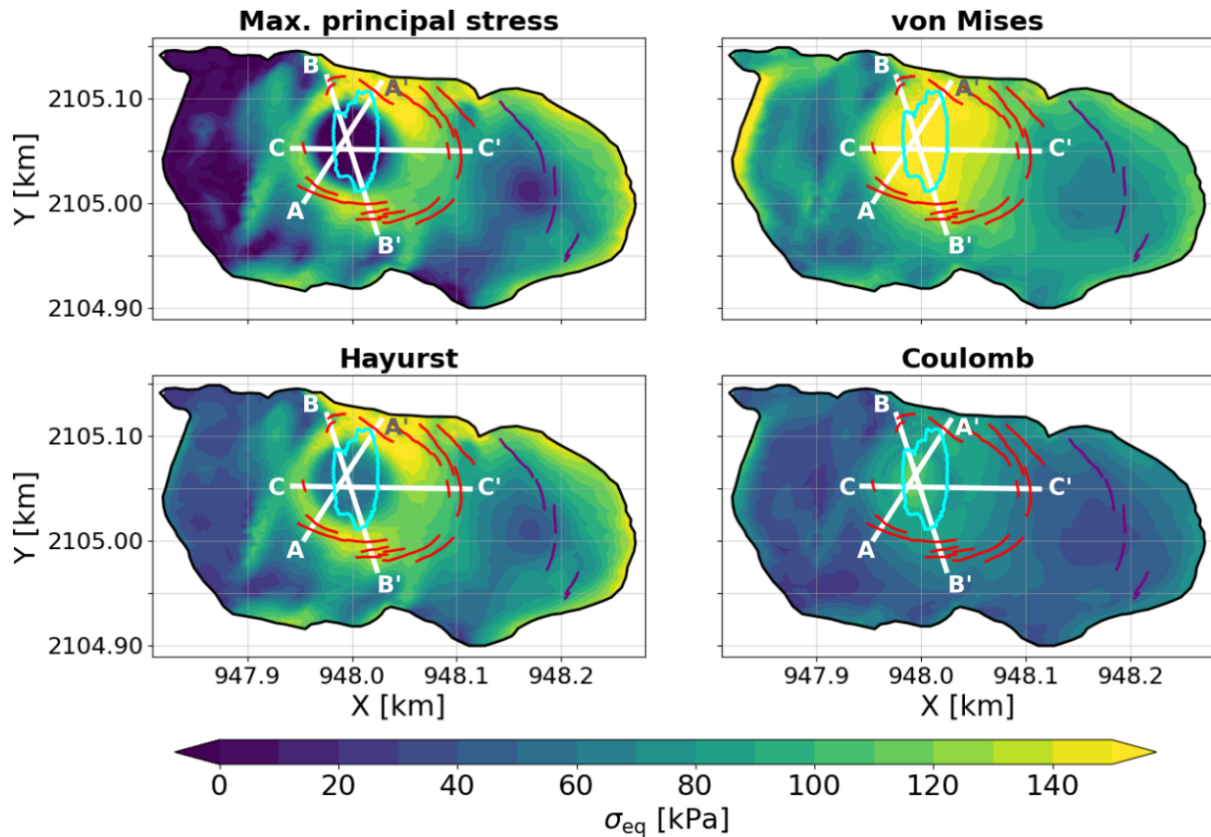 Max. principal stress
von Mises
B
A'
C
C'
A
B'
Y [km]
2105.10
2105.00
2104.90
B
A'
C
C'
A
B'
Hayurst
Coulomb
B
A'
C
C'
A
B'
Y [km]
2105.10
2105.00
2104.90
947.9 948.0 948.1 948.2
X [km]
B
A'
C
C'
A
B'
947.9 948.0 948.1 948.2
X [km]
0 20 40 60 80 100 120 140
σeq [kPa]